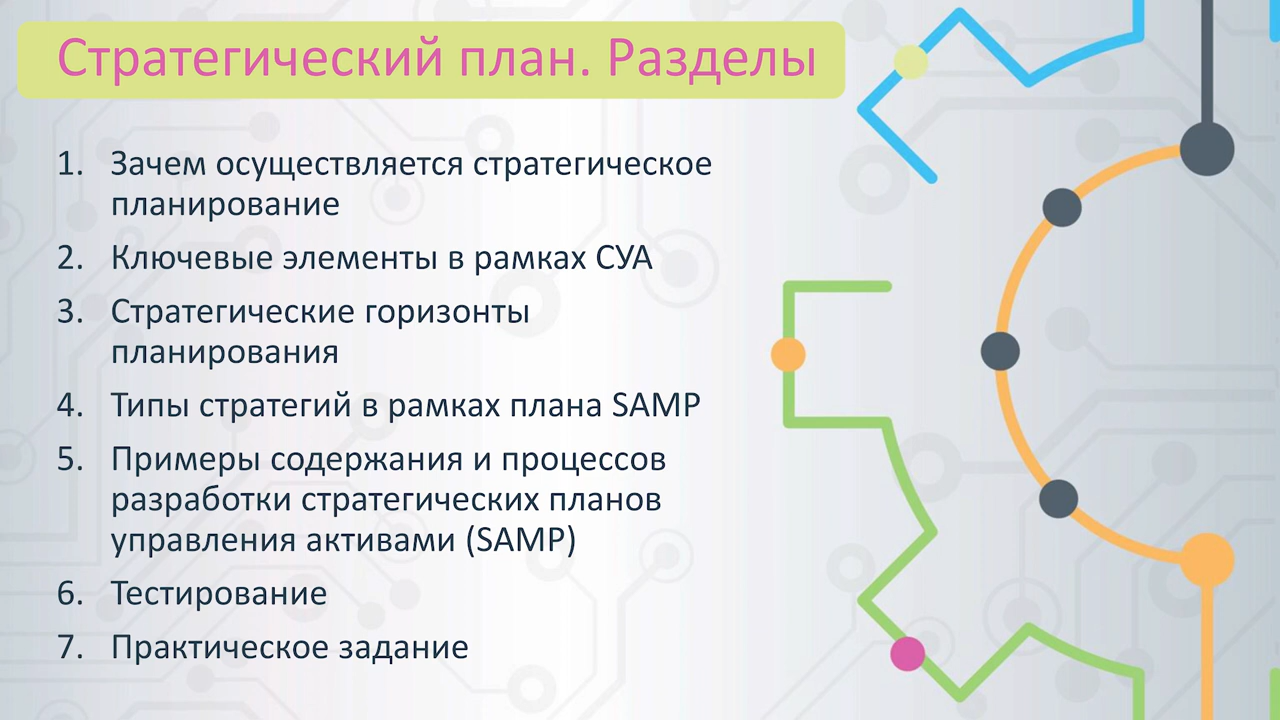 Стратегический план. Разделы
1. Зачем осуществляется стратегическое
планирование
2. Ключевые элементы в рамках СУА
3. Стратегические горизонты
планирования
4. Типы стратегий в рамках плана SAMP
5. Примеры содержания и процессов
разработки стратегических планов
управления активами (SAMP)
6. Тестирование
7. Практическое задание